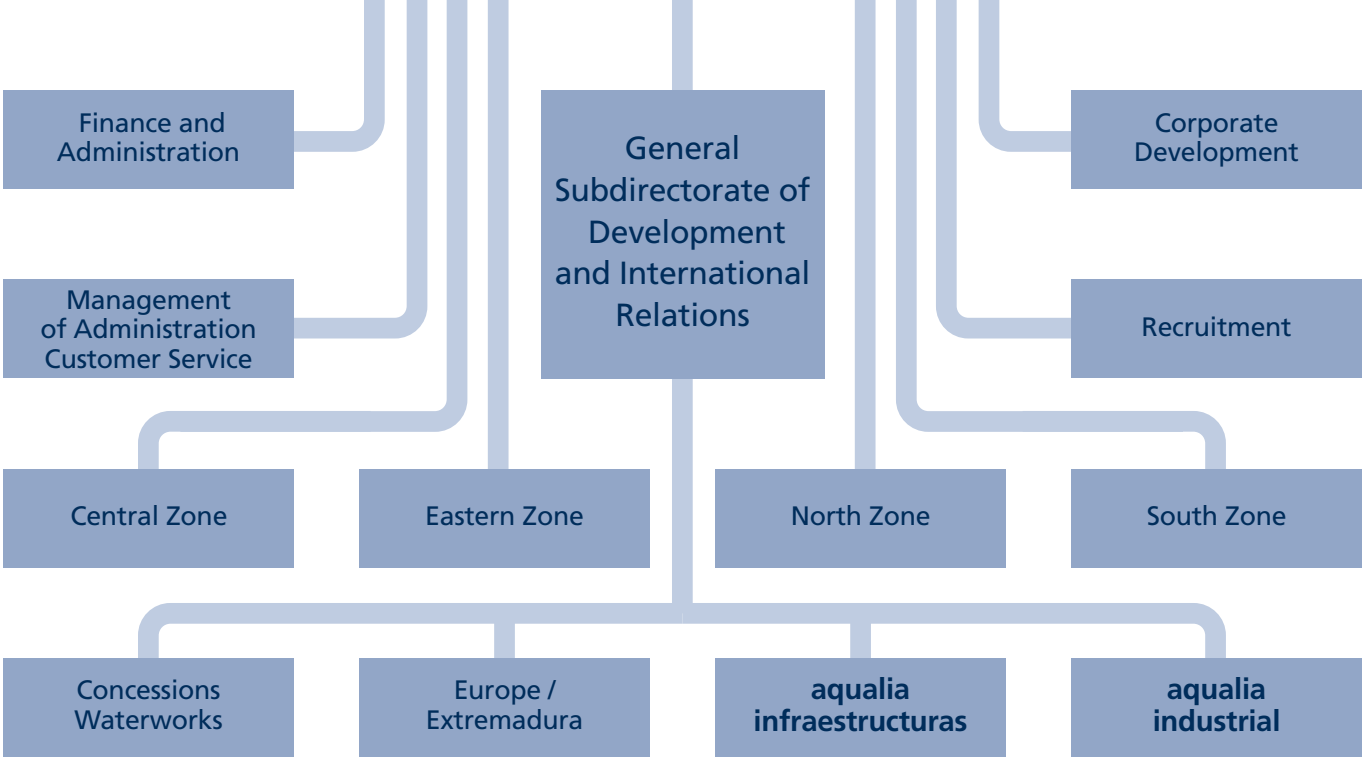 Finance and
Administration
General
Subdirectorate of
Development
and International
Relations
Corporate
Development
Management
of Administration
Customer Service
Recruitment
Central Zone
Eastern Zone
North Zone
South Zone
Concessions
Waterworks
Europe /
Extremadura
aqualia
infraestructuras
aqualia
industrial